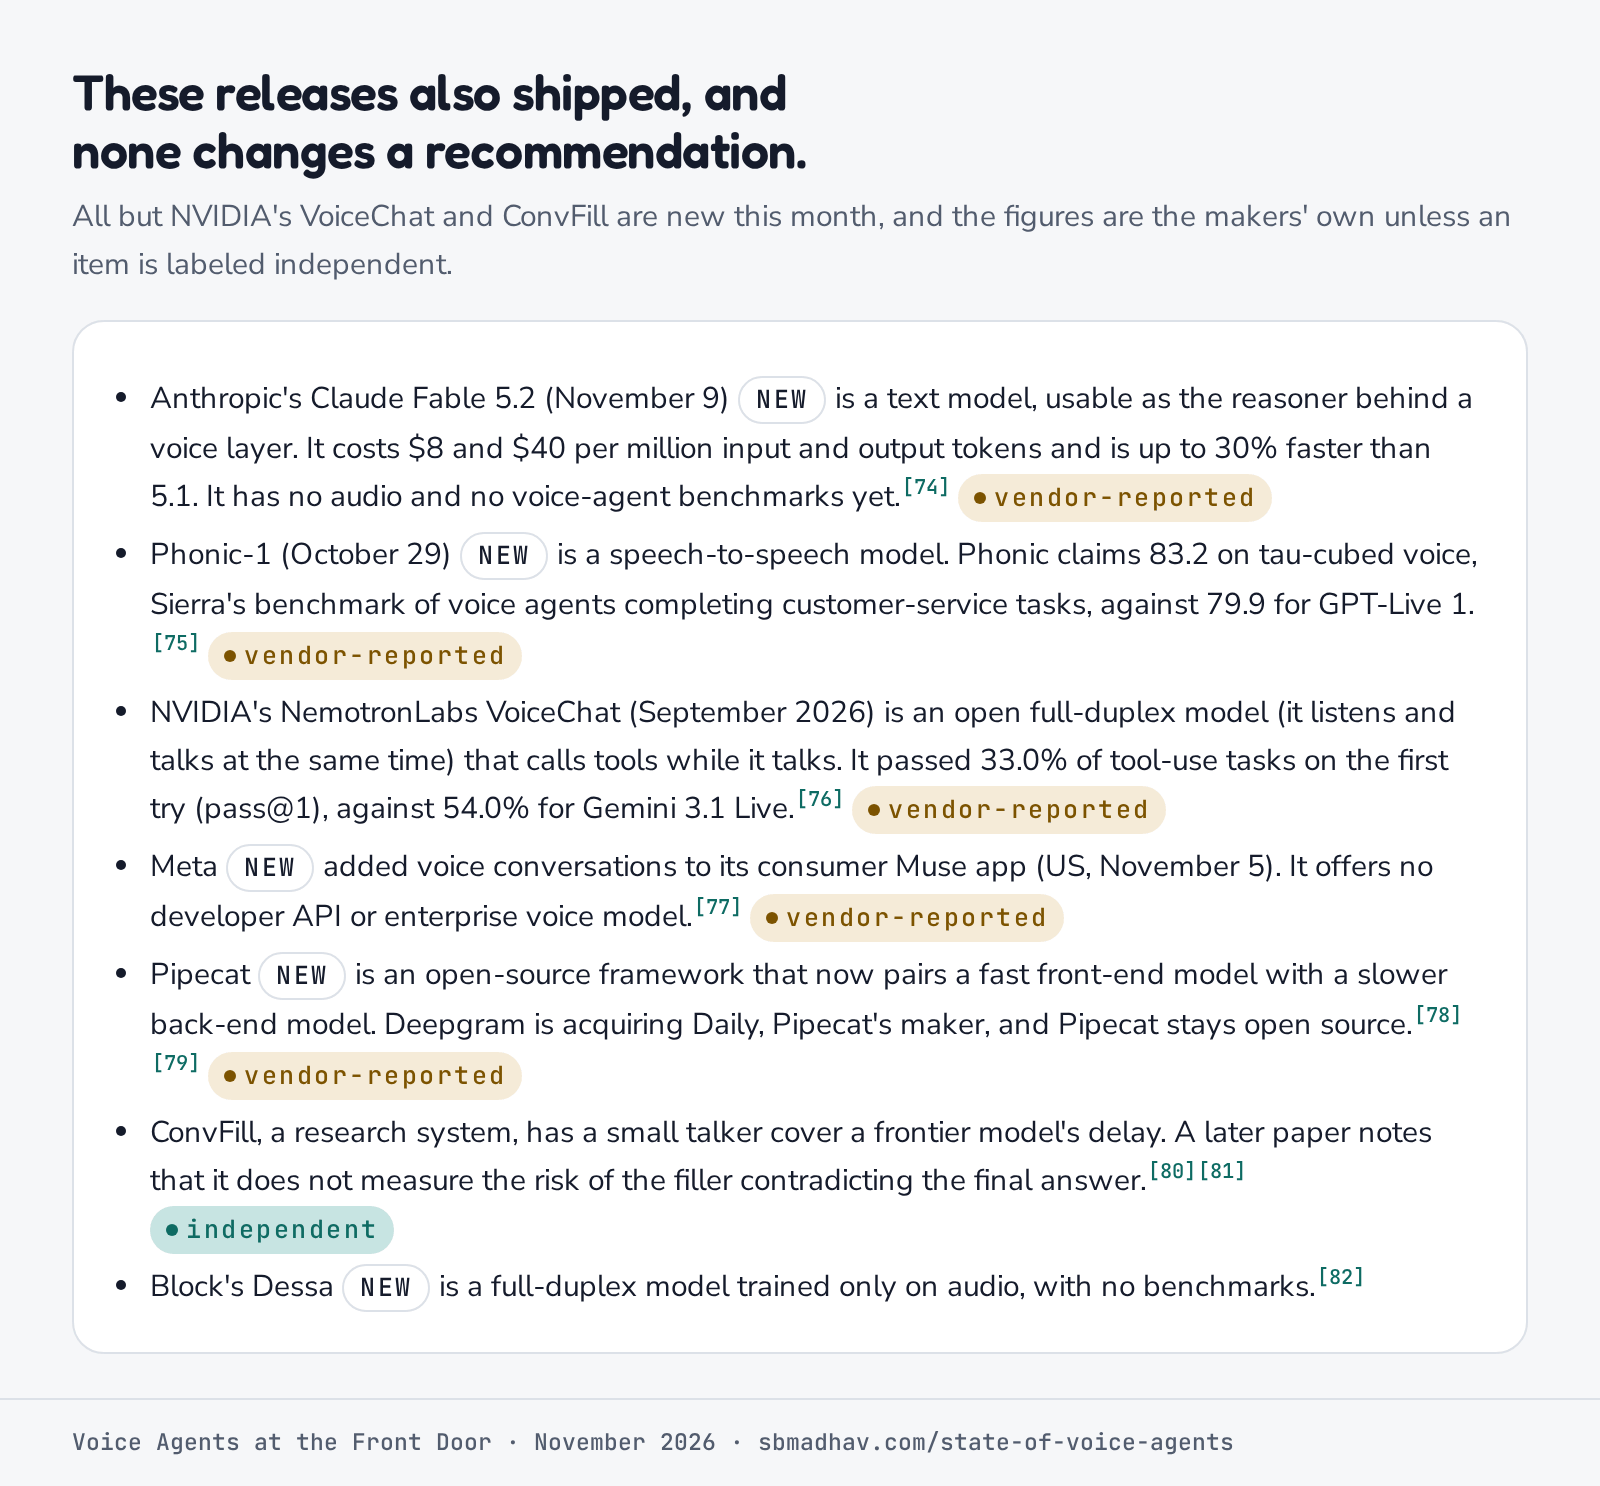 These releases also shipped, and
none changes a recommendation.
All but NVIDIA's VoiceChat and ConvFill are new this month, and the figures are the makers' own unless an
item is labeled independent.
• Anthropic's Claude Fable 5.2 (November 9) NEW is a text model, usable as the reasoner behind a
voice layer. It costs $8 and $40 per million input and output tokens and is up to 30% faster than
5.1. It has no audio and no voice-agent benchmarks yet.[74] • vendor-reported
• Phonic-1 (October 29) NEW is a speech-to-speech model. Phonic claims 83.2 on tau-cubed voice,
Sierra's benchmark of voice agents completing customer-service tasks, against 79.9 for GPT-Live 1.
[75] • vendor-reported
• NVIDIA's NemotronLabs VoiceChat (September 2026) is an open full-duplex model (it listens and
talks at the same time) that calls tools while it talks. It passed 33.0% of tool-use tasks on the first
try (pass@1), against 54.0% for Gemini 3.1 Live.[76] • vendor-reported
• Meta NEW added voice conversations to its consumer Muse app (US, November 5). It offers no
developer API or enterprise voice model.[77] • vendor-reported
• Pipecat NEW is an open-source framework that now pairs a fast front-end model with a slower
back-end model. Deepgram is acquiring Daily, Pipecat's maker, and Pipecat stays open source.[78]
[79] • vendor-reported
• ConvFill, a research system, has a small talker cover a frontier model's delay. A later paper notes
that it does not measure the risk of the filler contradicting the final answer.[80][81]
• independent
• Block's Dessa NEW is a full-duplex model trained only on audio, with no benchmarks.[82]
Voice Agents at the Front Door · November 2026 · sbmadhav.com/state-of-voice-agents